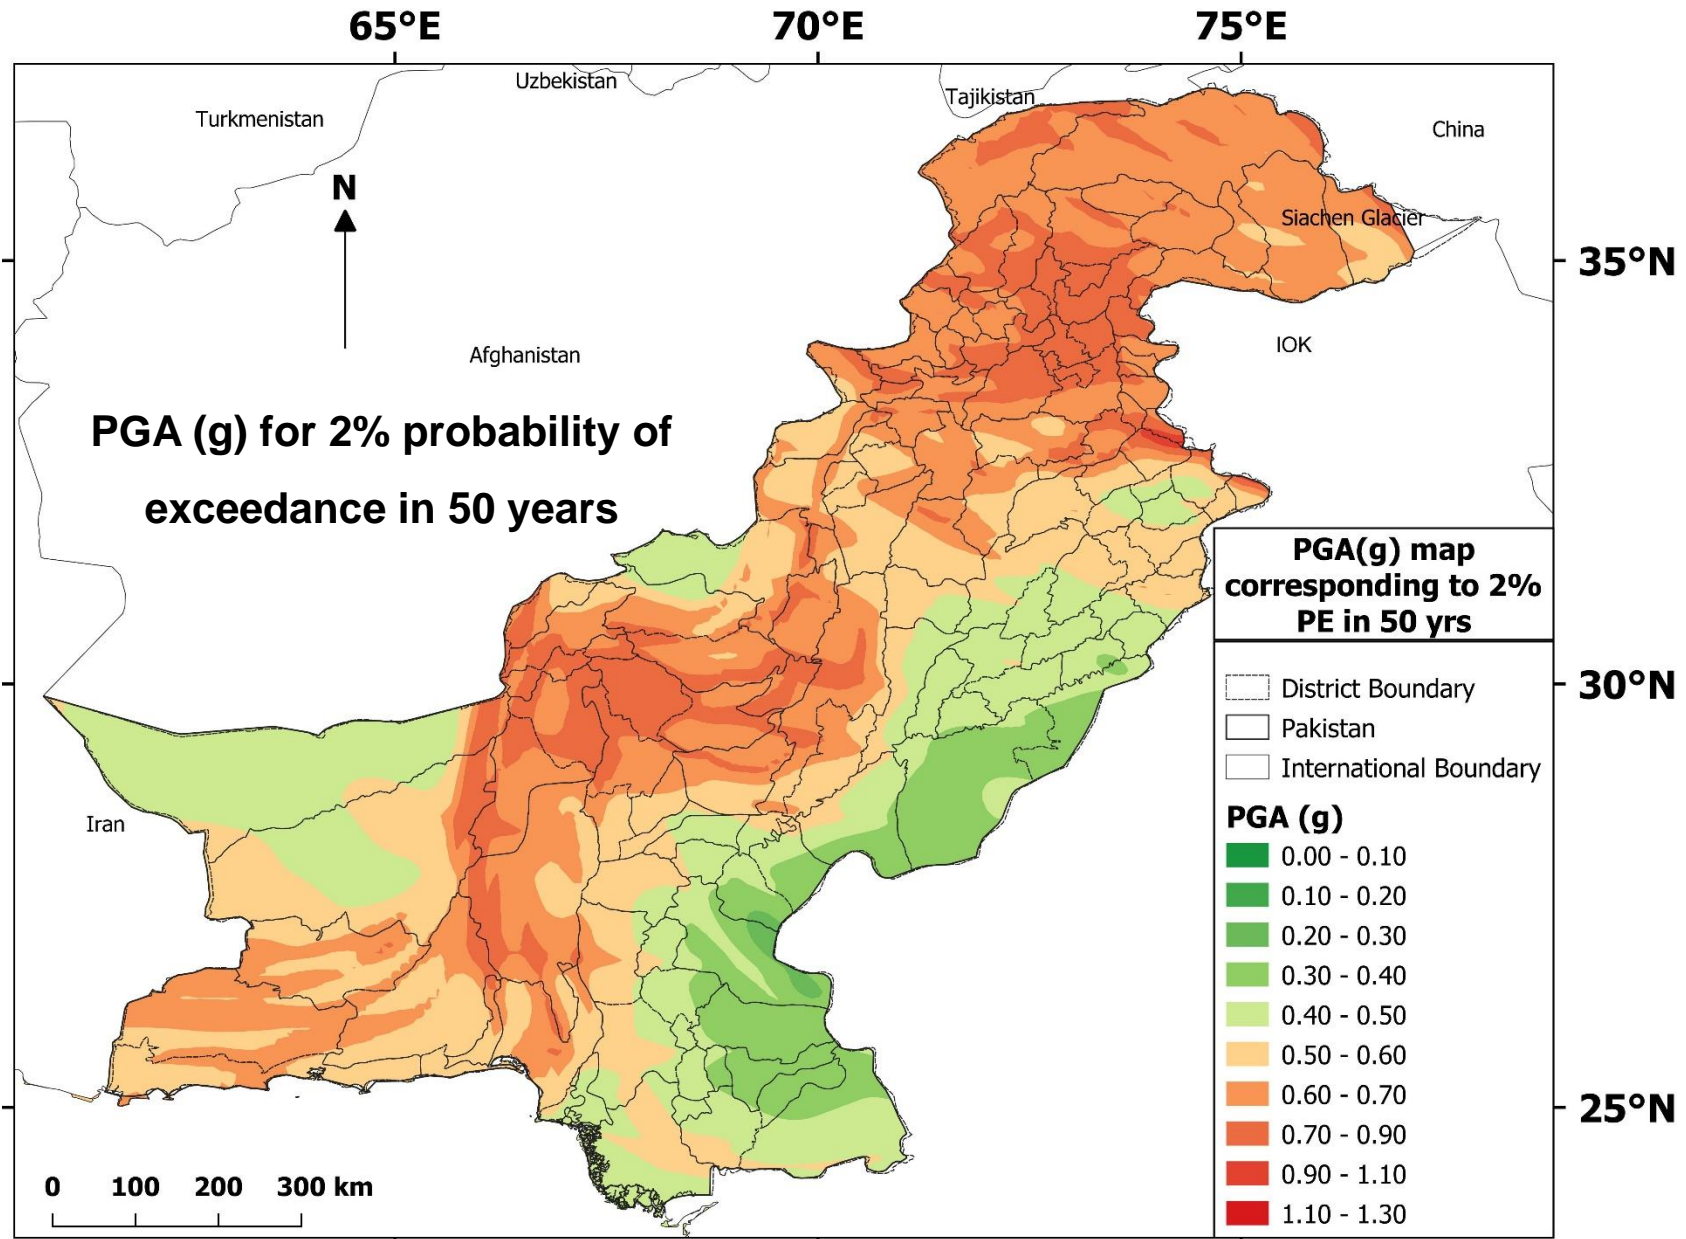 65°E 70°E 75°E
Uzbekistan
Tajikistan
Turkmenistan
China
N
Siachen Glacier
35°N
IOK
Afghanistan
PGA (g) for 2% probability of
exceedance in 50 years
PGA(g) map
corresponding to 2%
PE in 50 yrs
30°N
District Boundary
Pakistan
International Boundary
Iran
PGA (g)
0.00 - 0.10
0.10 - 0.20
0.20 - 0.30
0.30 - 0.40
0.40 - 0.50
0.50 - 0.60
0.60 - 0.70
0.70 - 0.90
0.90 - 1.10
1.10 - 1.30
25°N
0 100 200 300 km